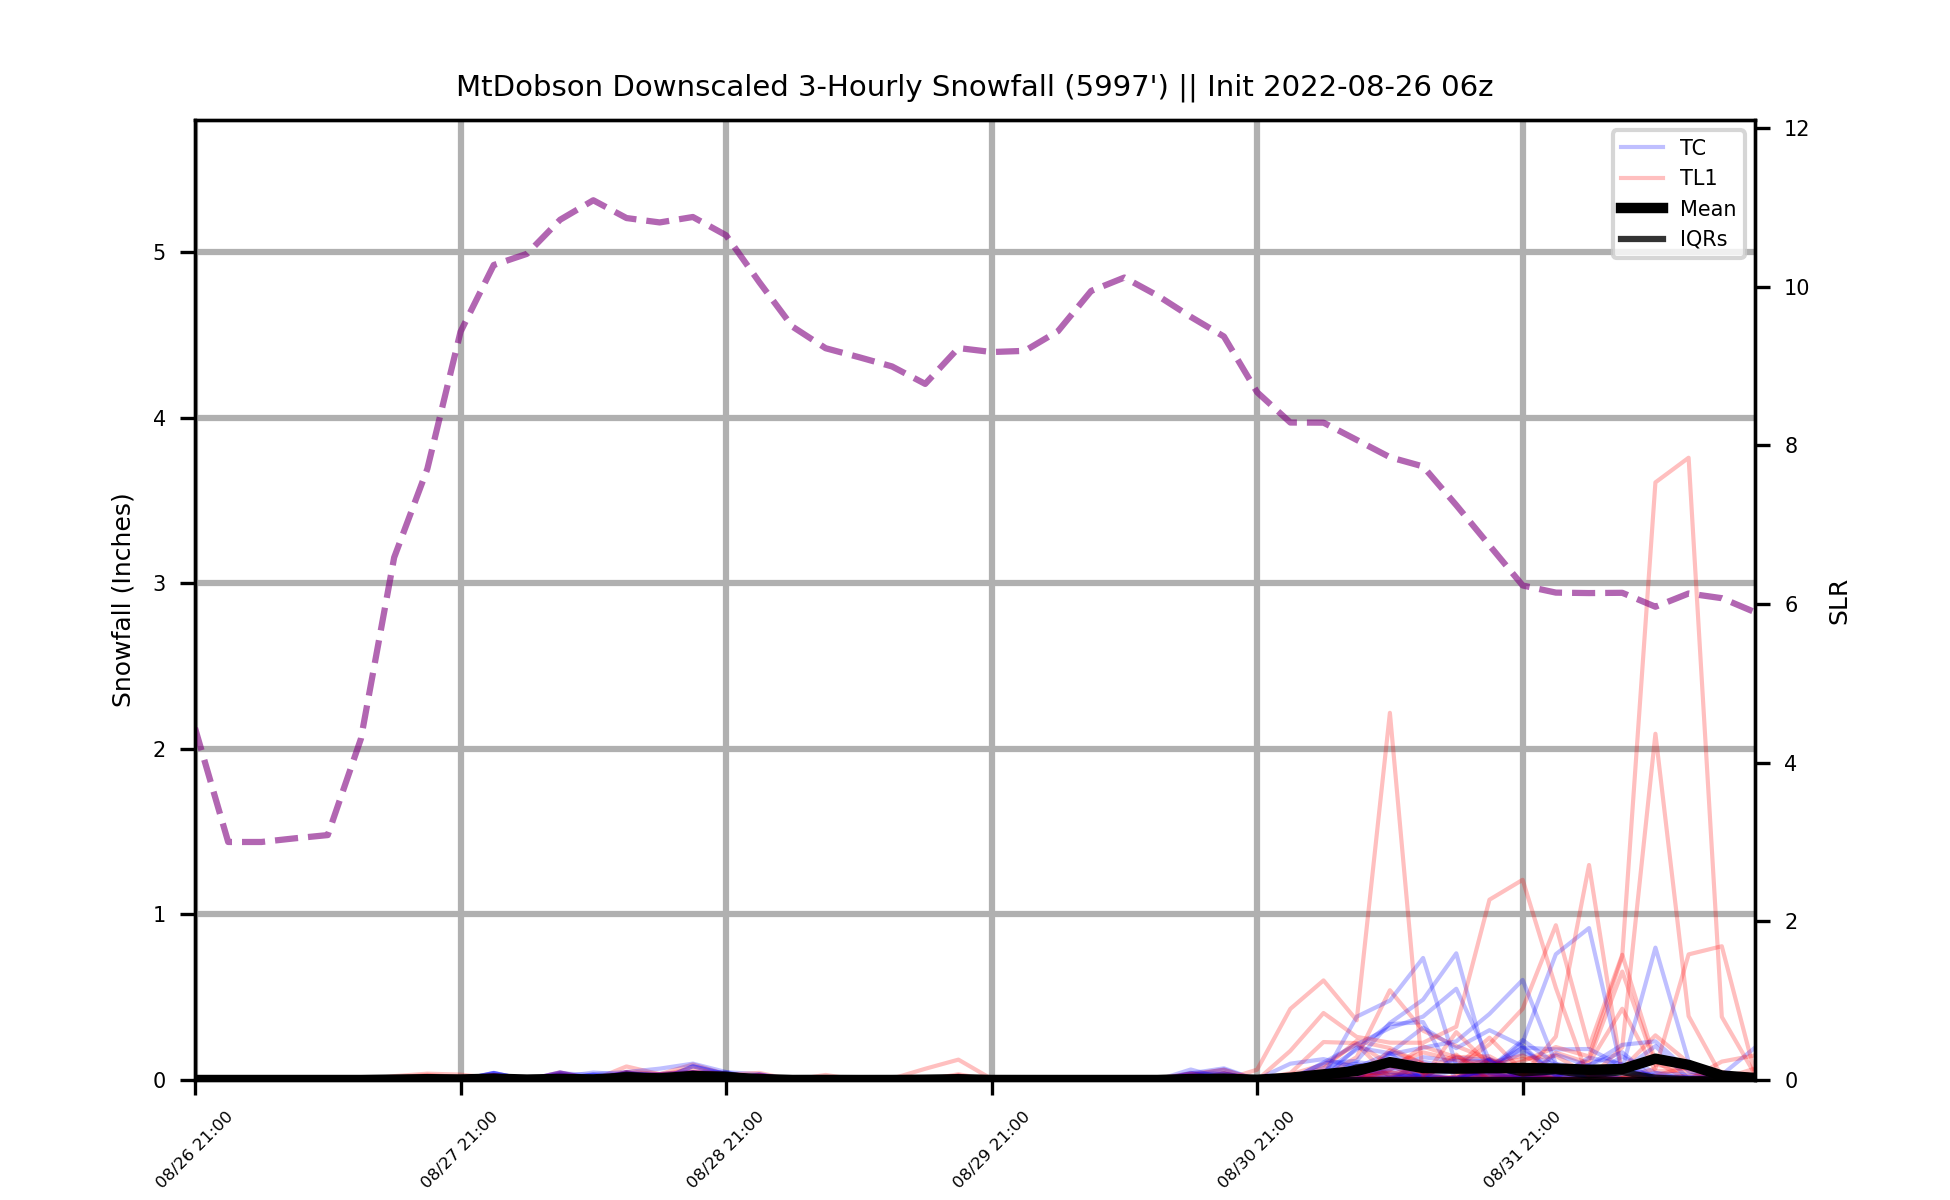 MtDobson Downscaled 3-Hourly Snowfall (5997') || Init 2022-08-26 06z
TC
TL1
Mean
IQRs
Snowfall (Inches)
5
4
3
2
1
0
12
10
8
6
4
2
0
SLR
08/26 21:00
08/27 21:00
08/28 21:00
08/29 21:00
08/30 21:00
08/31 21:00